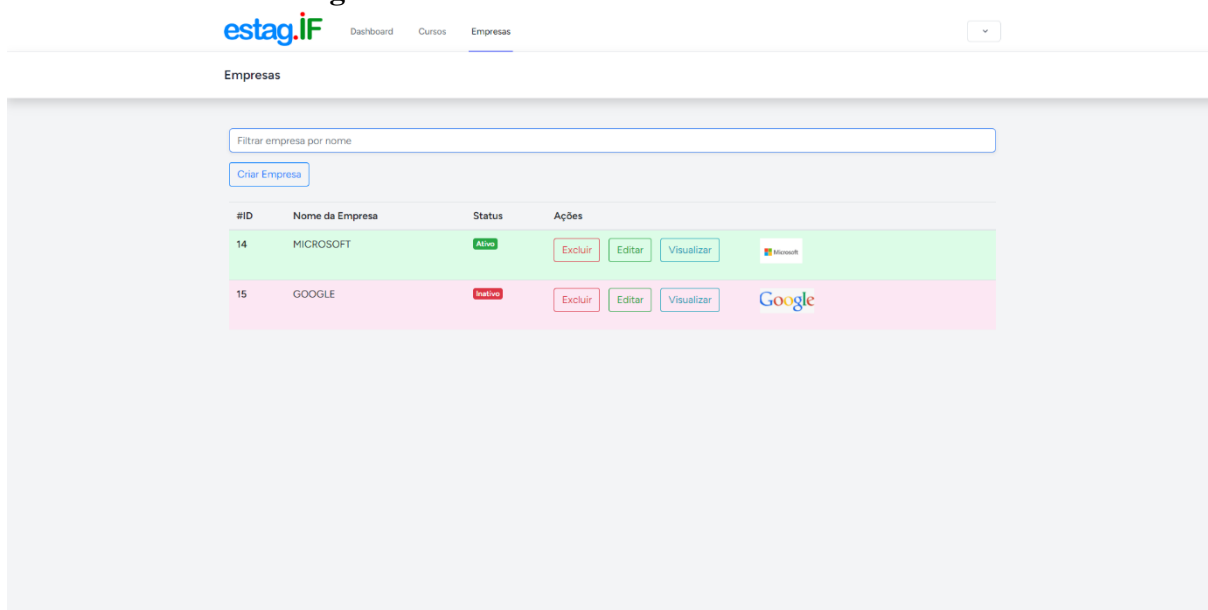 g
estag.iF Dashboard Cursos Empresas
Empresas
Filtrar empresa por nome
Criar Empresa
#ID Nome da Empresa Status Ações
14 MICROSOFT Ativo Excluir Editar Visualizar Microsoft
15 GOOGLE Inativo Excluir Editar Visualizar Google